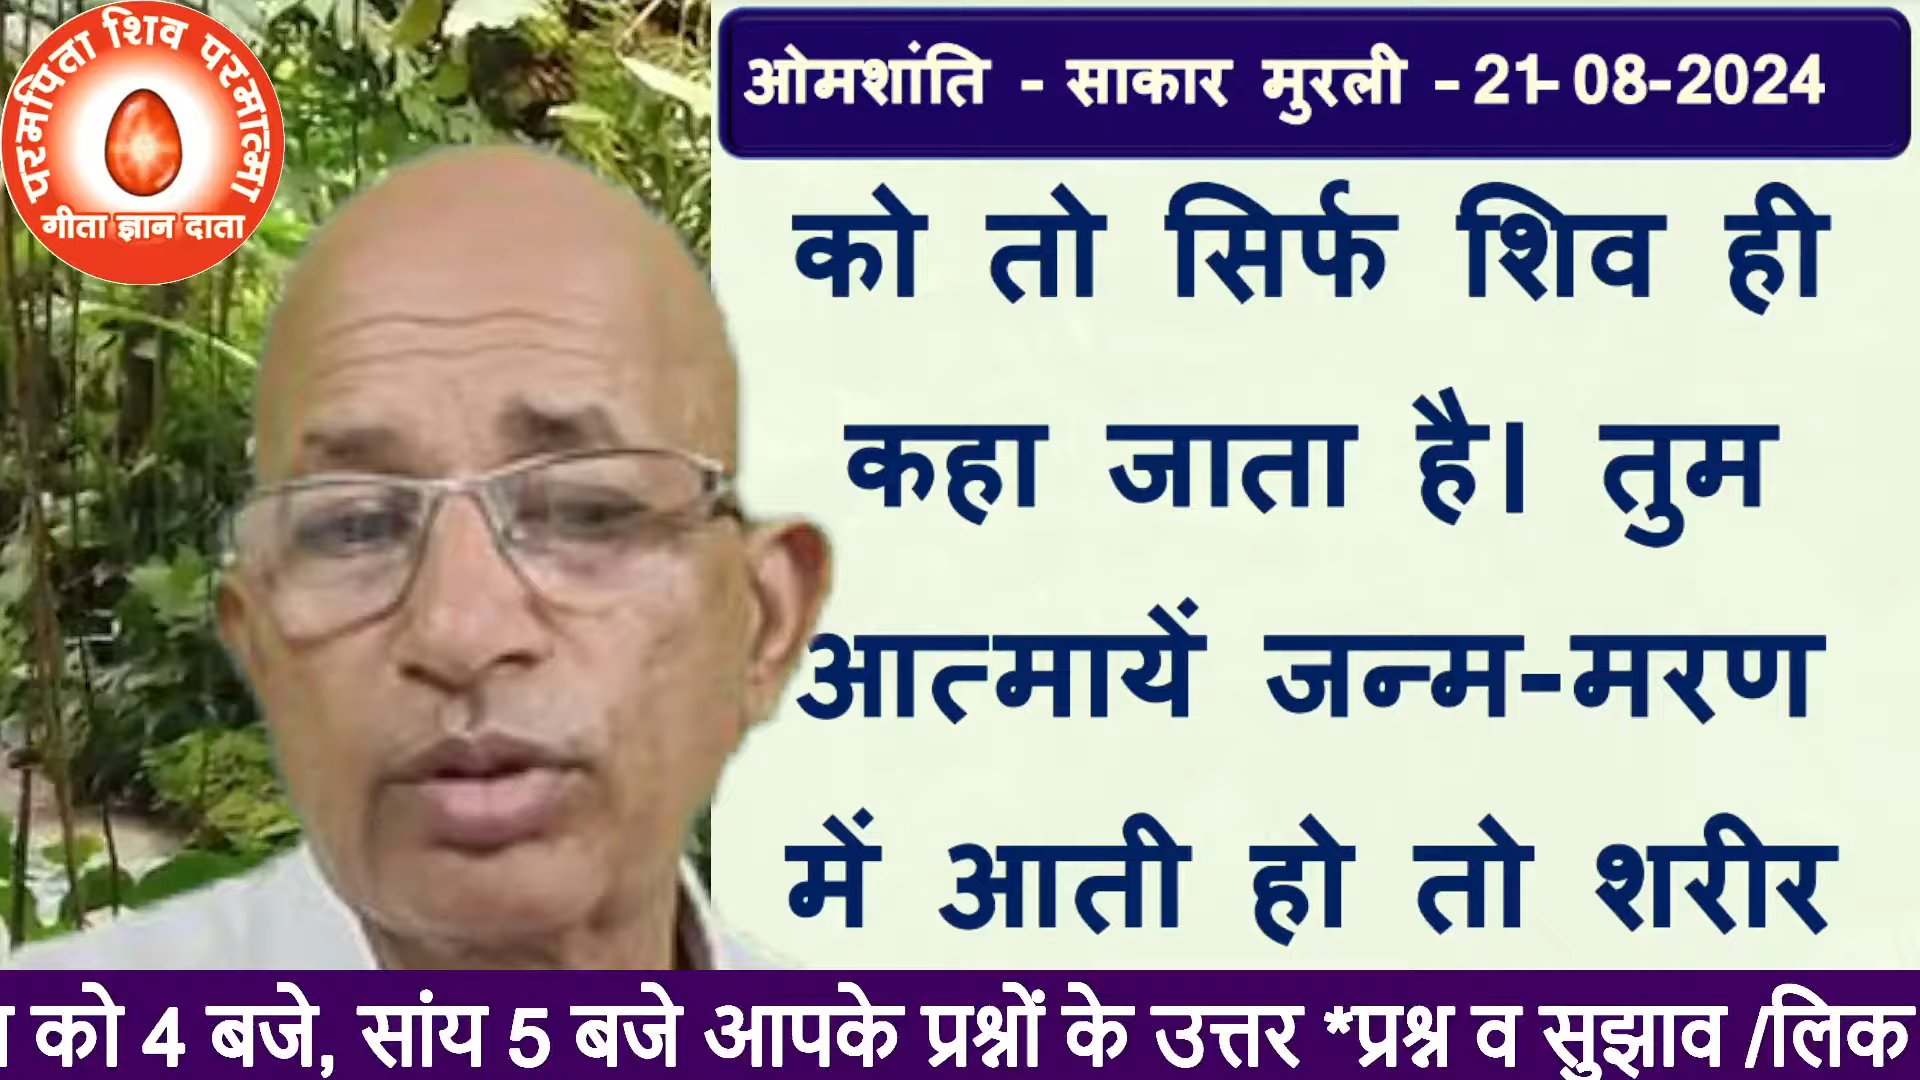 परमपिता शिव परमात्मा
गीता ज्ञान दाता
ओमशांति - साकार मुरली - 21-08-2024
को तो सिर्फ शिव ही
कहा जाता है। तुम
आत्मायें जन्म-मरण
में आती हो तो शरीर
को 4 बजे, सांय 5 बजे आपके प्रश्नों के उत्तर *प्रश्न व सुझाव /लिक